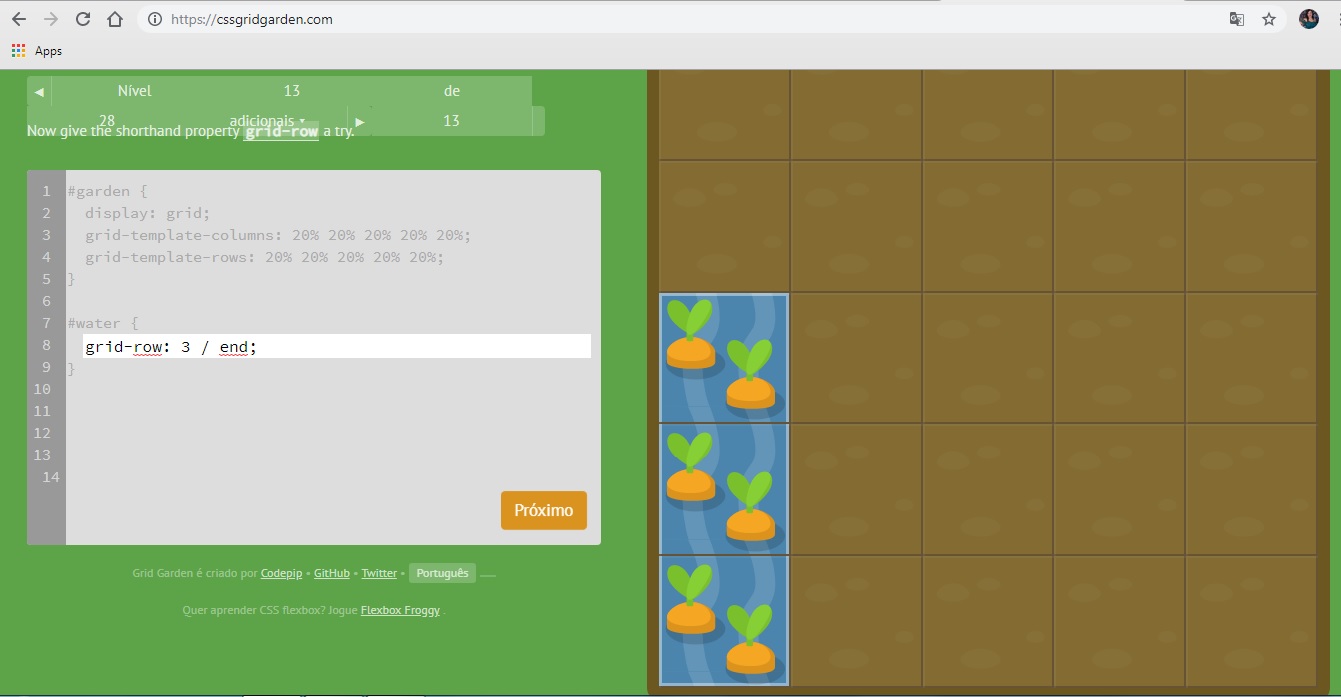 https://cssgridgarden.com
Apps
◀ Nível 13 de
28 adicionais ▾ ▶ 13
Now give the shorthand property grid-row a try.
1 #garden {
2 display: grid;
3 grid-template-columns: 20% 20% 20% 20% 20%;
4 grid-template-rows: 20% 20% 20% 20% 20%;
5 }
6
7 #water {
8 grid-row: 3 / end;
9 }
10
11
12
13
14
Próximo
Grid Garden é criado por Codepip • GitHub • Twitter • Português
Quer aprender CSS flexbox? Jogue Flexbox Froggy